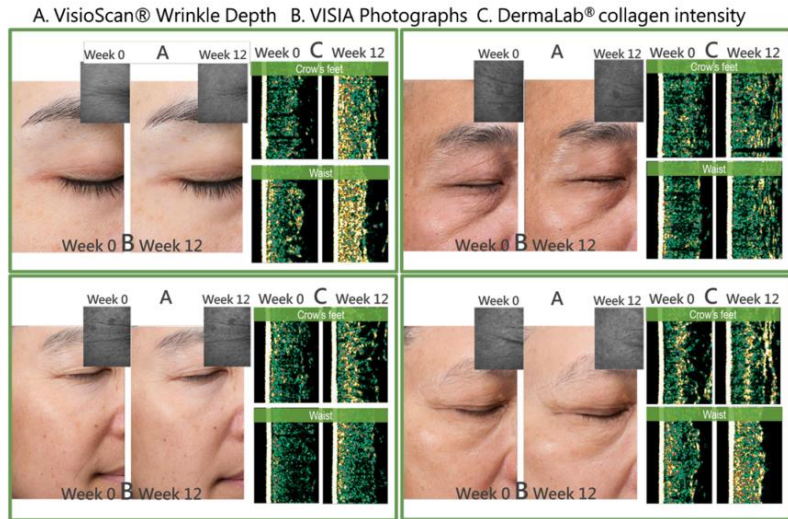 A. VisioScan® Wrinkle Depth B. VISIA Photographs C. DermaLab® collagen intensity
Week 0 A Week 12
Week 0 C Week 12
Crow's feet
Waist
Week 0 B Week 12
Week 0 A Week 12
Week 0 C Week 12
Crow's feet
Waist
Week 0 B Week 12
Week 0 A Week 12
Week 0 C Week 12
Crow's feet
Waist
Week 0 B Week 12
Week 0 A Week 12
Week 0 C Week 12
Crow's feet
Waist
Week 0 B Week 12